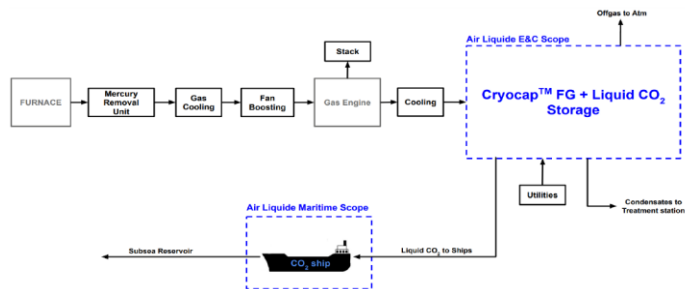 Offgas to Atm
Air Liquide E&C Scope
Stack
FURNACE
Mercury
Removal
Unit
Gas
Cooling
Fan
Boosting
Gas Engine
Cooling
Cryocap™ FG + Liquid CO₂
Storage
Utilities
Condensates to
Treatment station
Air Liquide Maritime Scope
Subsea Reservoir
CO₂ ship
Liquid CO₂ to Ships